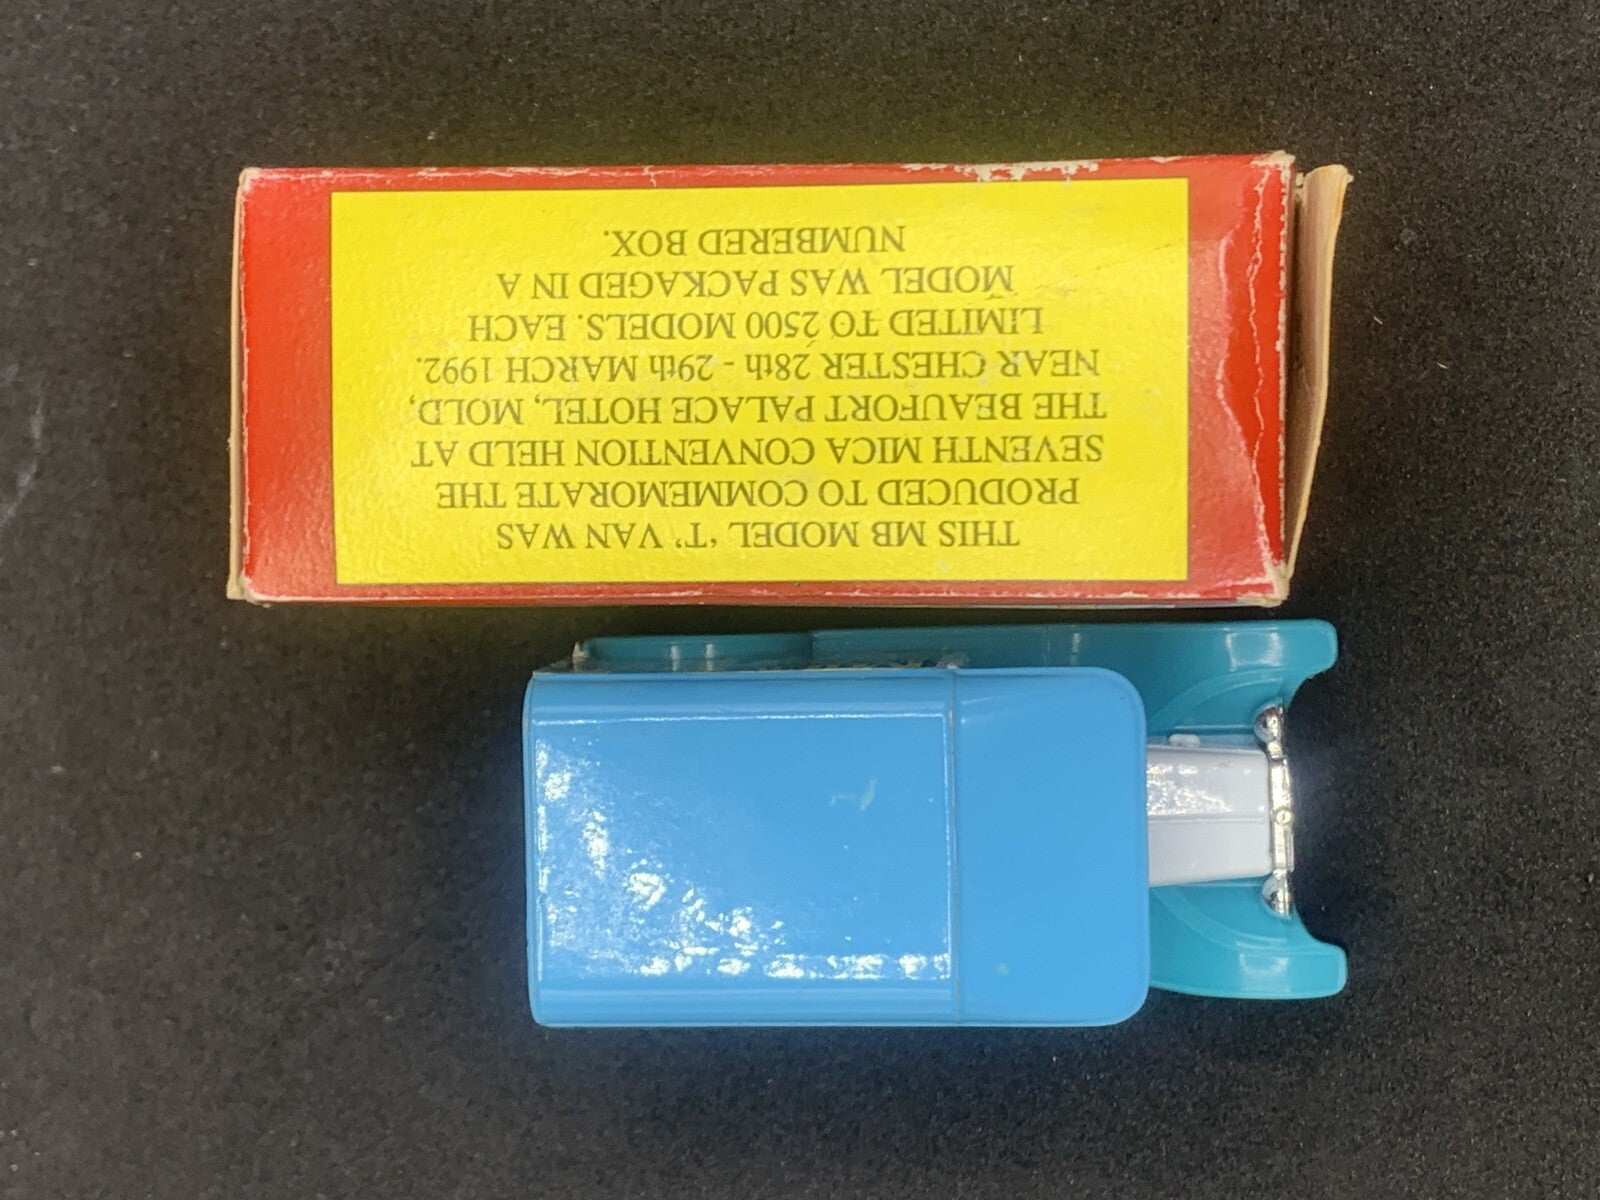 THIS MB MODEL 'T' VAN WAS
PRODUCED TO COMMEMORATE THE
SEVENTH MICA CONVENTION HELD AT
THE BEAUFORT PALACE HOTEL, MOLD,
NEAR CHESTER 28th - 29th MARCH 1992.
LIMITED TO 2500 MODELS. EACH
MODEL WAS PACKAGED IN A
NUMBERED BOX.